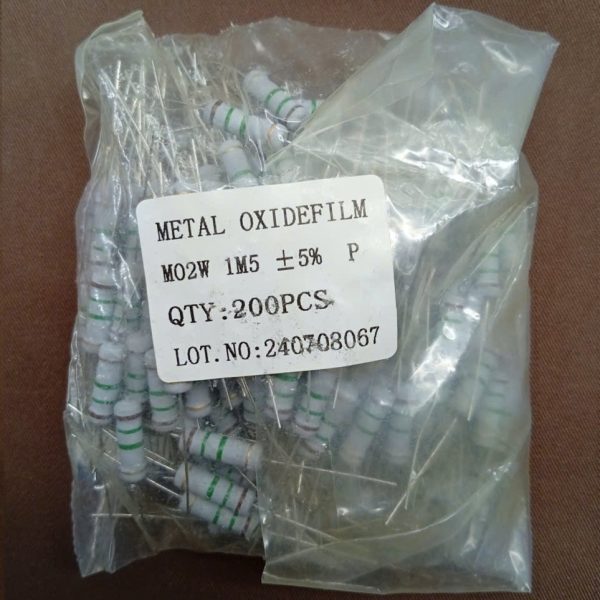 METAL OXIDEFILM
MO2W 1M5 ±5% P
QTY:200PCS
LOT.NO:240708067